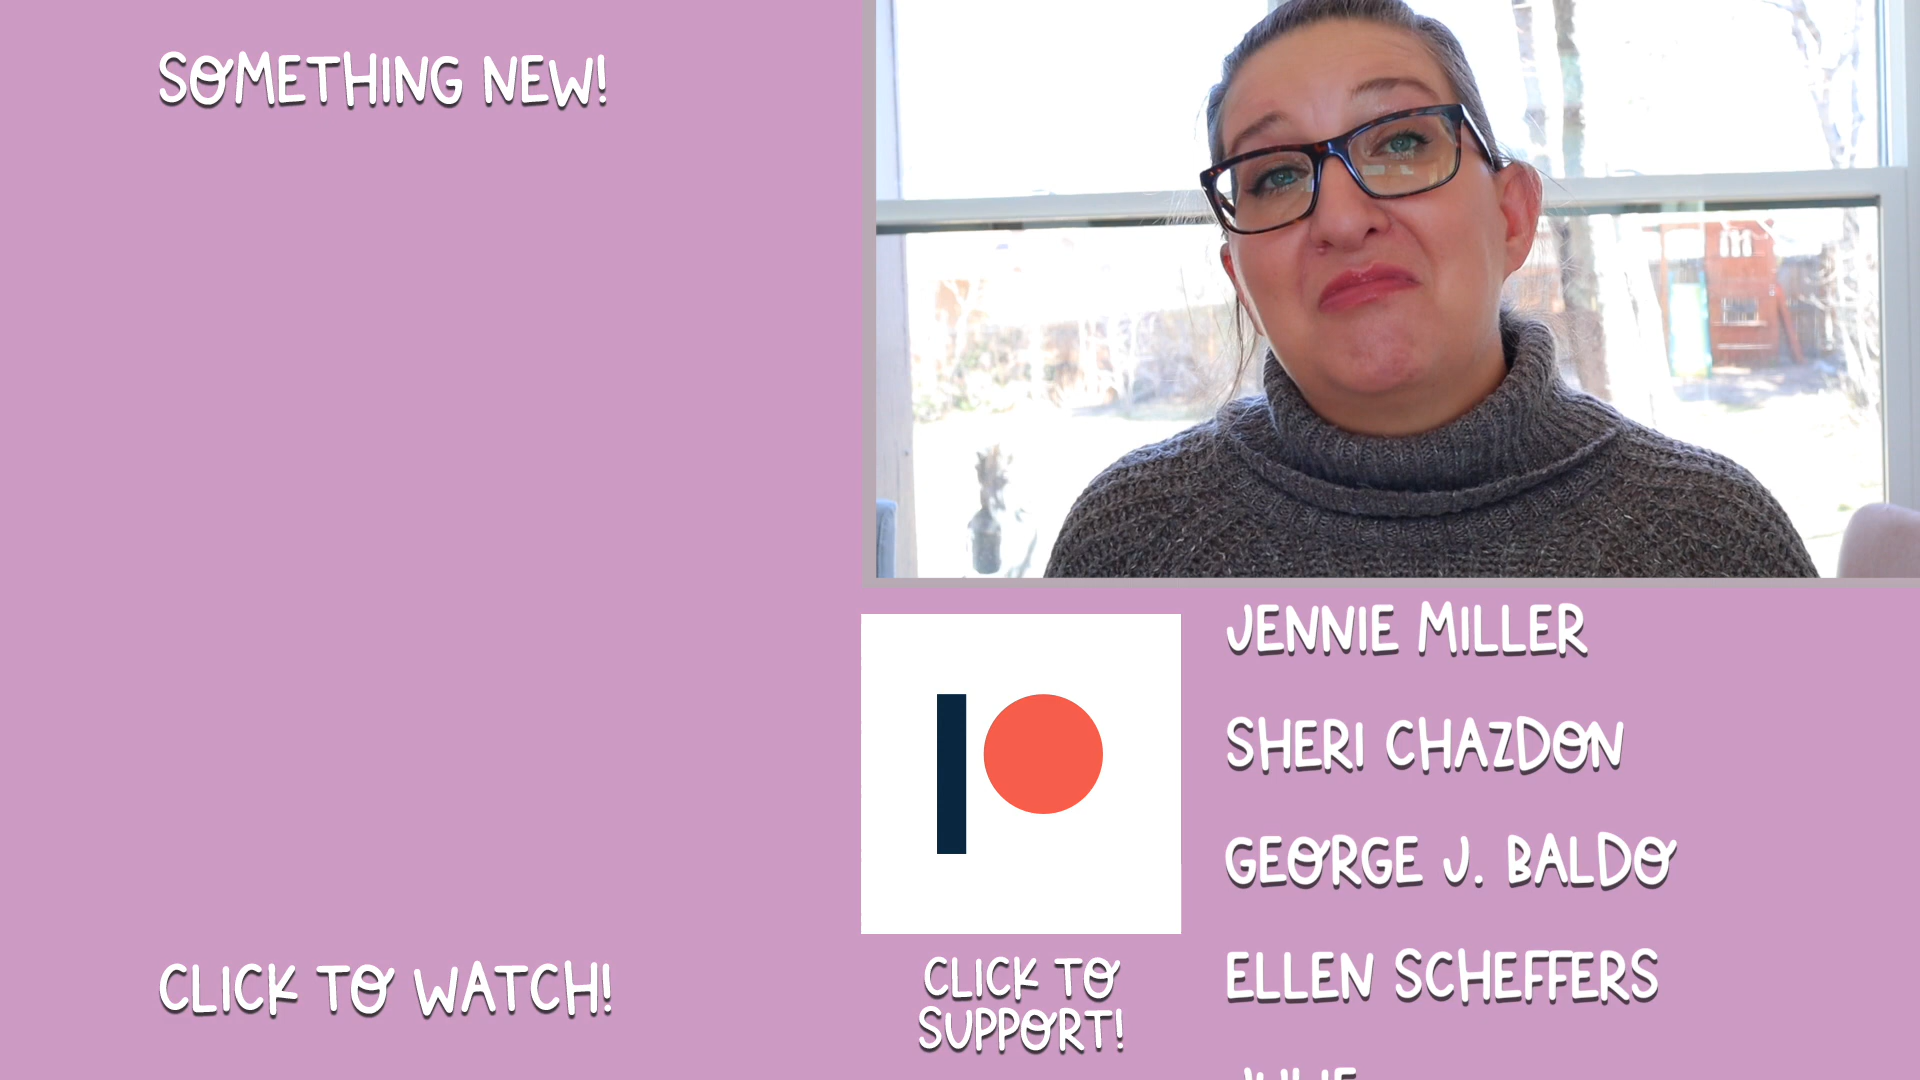 SOMETHING NEW!
CLICK TO WATCH!
CLICK TO
SUPPORT!
JENNIE MILLER
SHERI CHAZDON
GEORGE J. BALDO
ELLEN SCHEFFERS